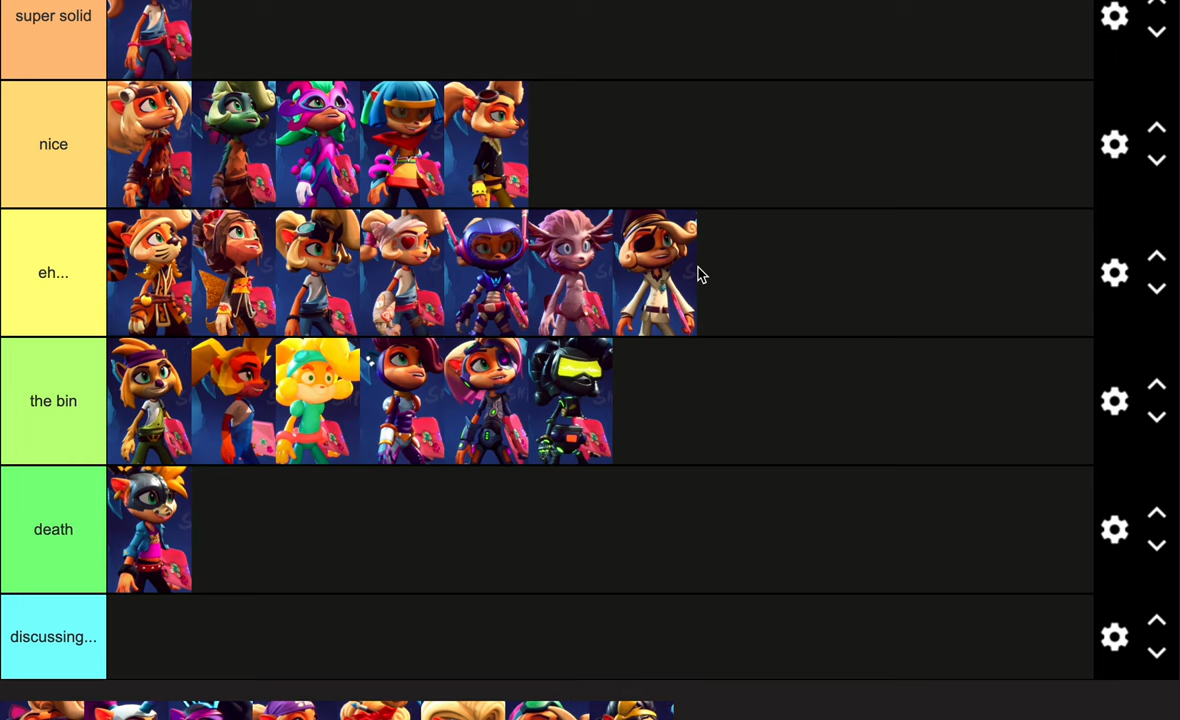 super solid
nice
eh...
the bin
death
discussing...